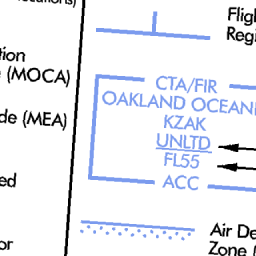 tion
(MOCA)
de (MEA)
ed
or
Fligh
Regi
CTA/FIR
OAKLAND OCEAN
KZAK
UNLTD
FL55
ACC
Air De
Zone